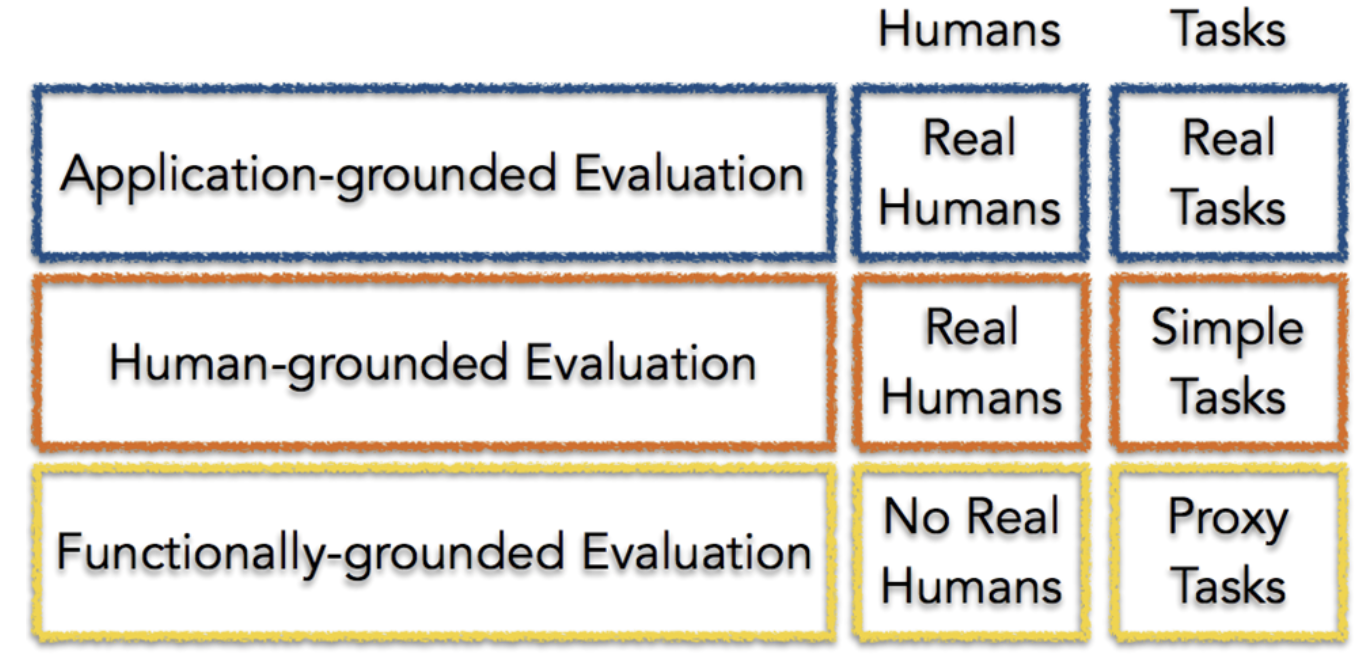 Humans Tasks
Application-grounded Evaluation
Real
Humans
Real
Tasks
Human-grounded Evaluation
Real
Humans
Simple
Tasks
Functionally-grounded Evaluation
No Real
Humans
Proxy
Tasks